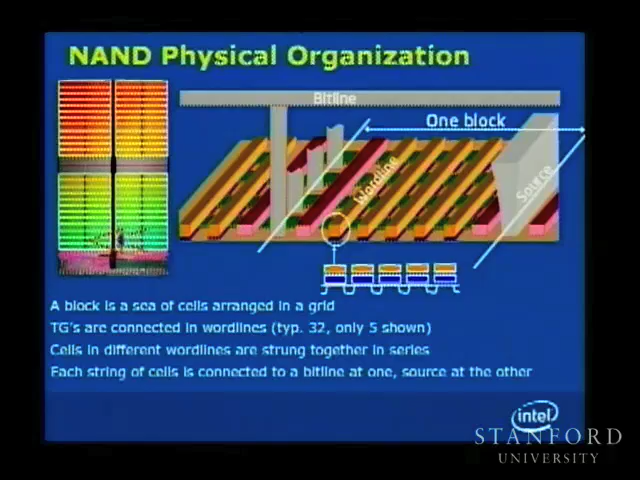 NAND Physical Organization
Bitline
One block
Wordline
Source
A block is a sea of cells arranged in a grid
TG's are connected in wordlines (typ. 32, only 5 shown)
Cells in different wordlines are strung together in series
Each string of cells is connected to a bitline at one, source at the other
intel
STANFORD
UNIVERSITY